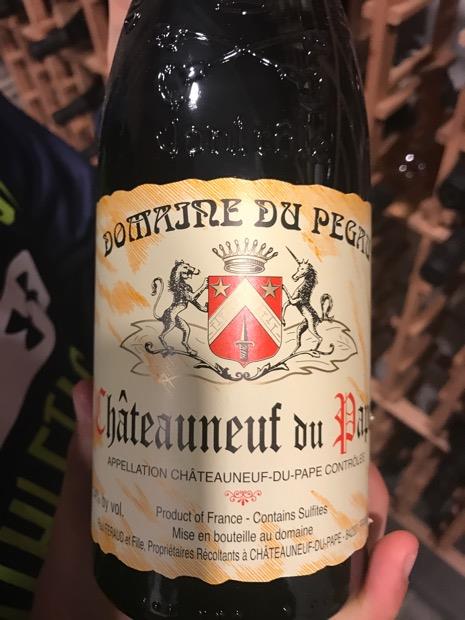 DOMAINE DU PEGAU
Châteauneuf du Pape
APPELLATION CHÂTEAUNEUF-DU-PAPE CONTRÔLÉE
by vol.
Product of France - Contains Sulfites
Mise en bouteille au domaine
FERAUD et Fille, Propriétaires Récoltants à CHÂTEAUNEUF-DU-PAPE